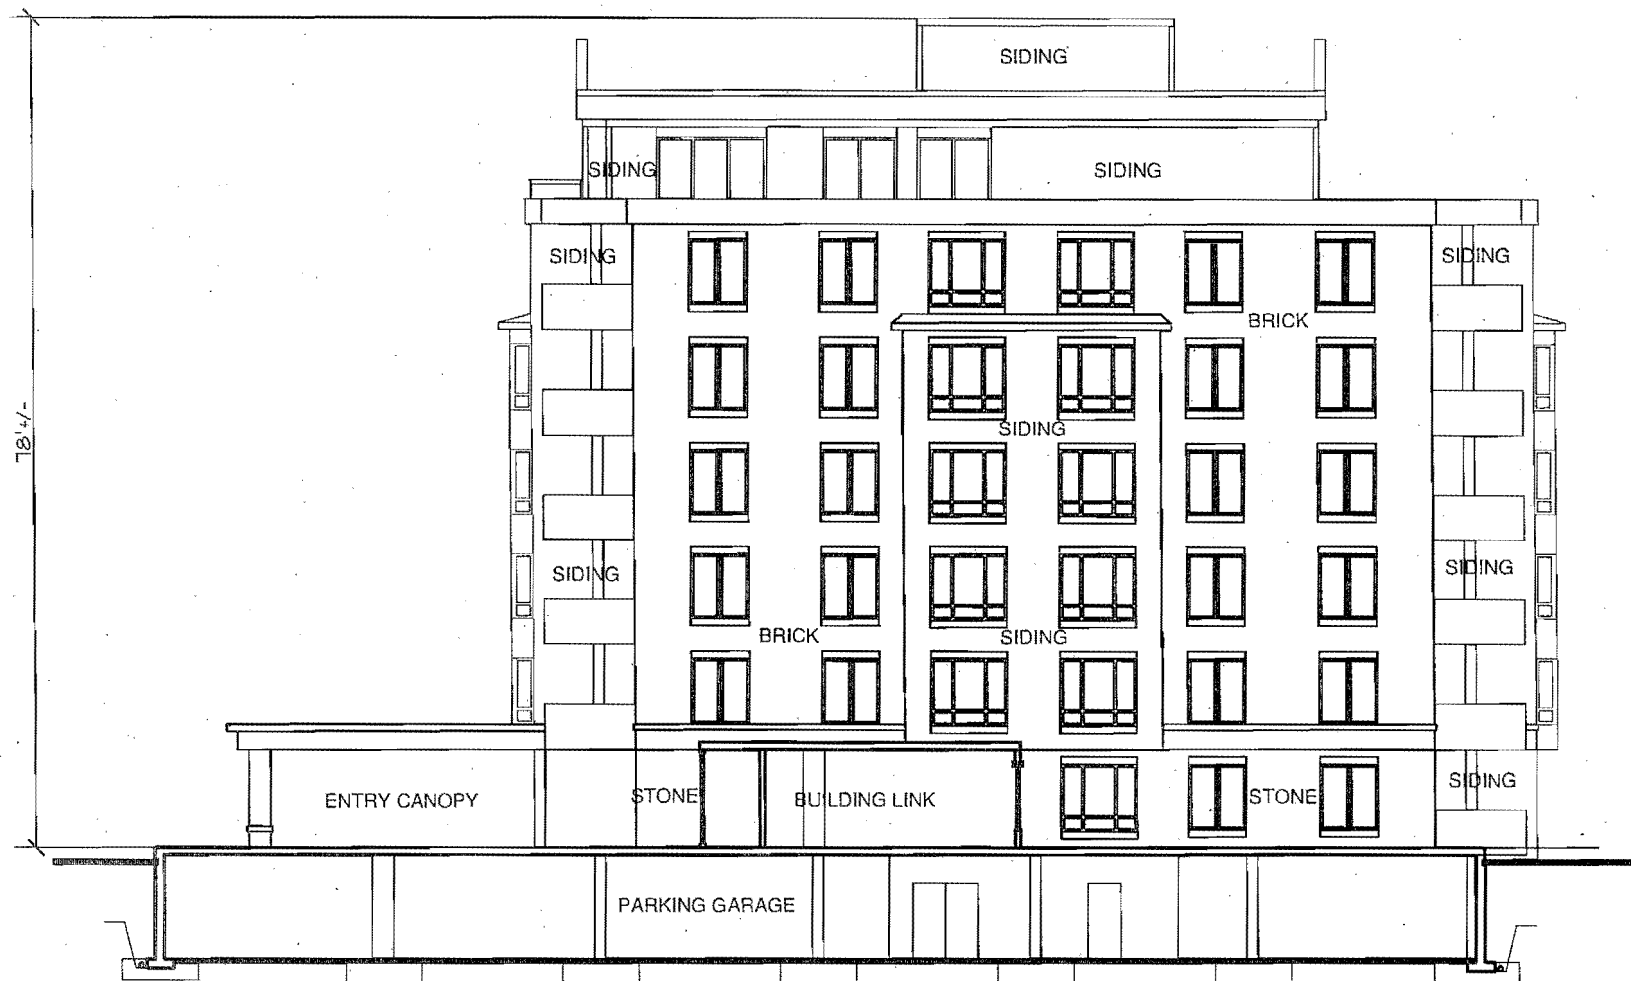 SIDING
SIDING
SIDING
SIDING
SIDING
BRICK
78'+/-
SIDING
SIDING
SIDING
BRICK
SIDING
ENTRY CANOPY
STONE
BUILDING LINK
STONE
SIDING
PARKING GARAGE